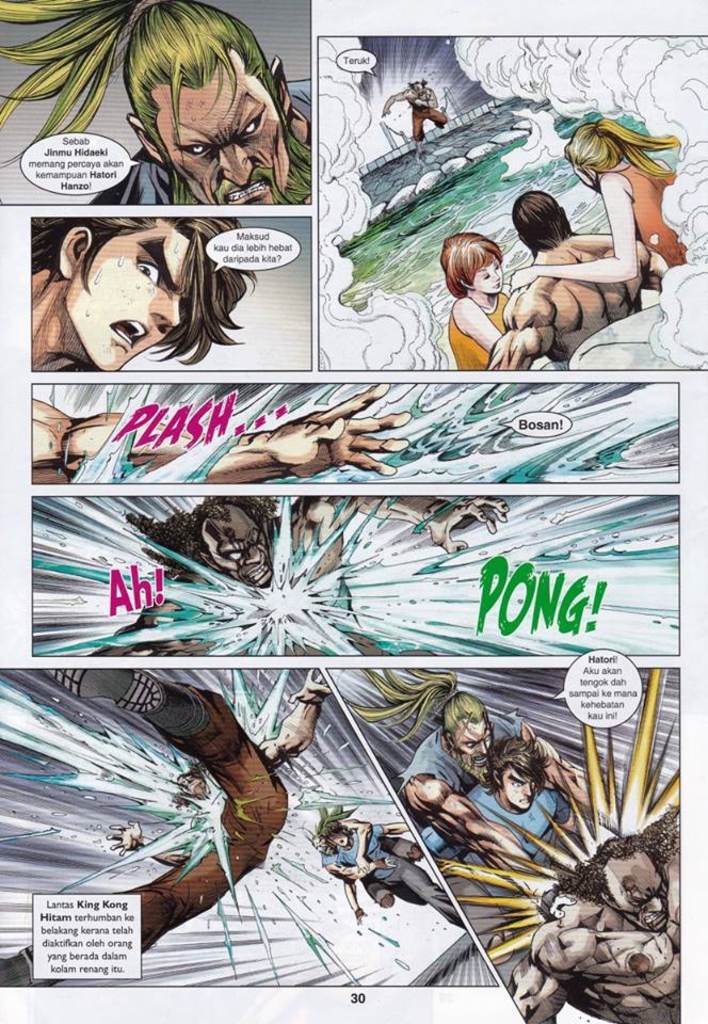 Sebab
Jinmu Hidaeki
memang percaya akan
kemampuan Hatori
Hanzo!
Teruk!
Maksud
kau dia lebih hebat
daripada kita?
PLASH...
Bosan!
Ah!
PONG!
Lantas King Kong
Hitam terhumban ke
belakang kerana telah
diaktifkan oleh orang
yang berada dalam
kolam renang itu.
Hatori!
Aku akan
tengok dah
sampai ke mana
kehebatan
kau ini!
30